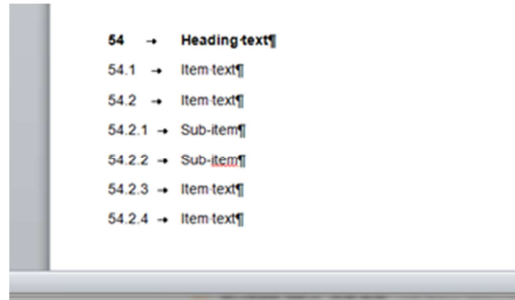 54 → Heading text¶
54.1 → Item text¶
54.2 → Item text¶
54.2.1 → Sub-item¶
54.2.2 → Sub-item¶
54.2.3 → Item text¶
54.2.4 → Item text¶